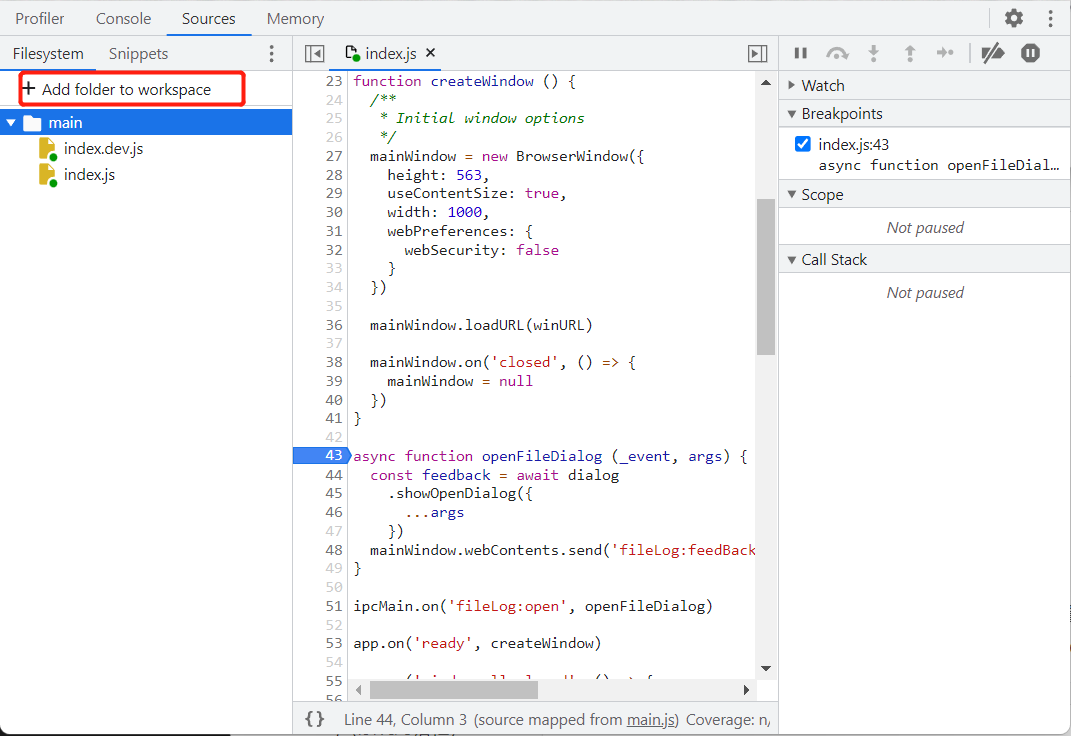 Profiler Console Sources Memory
Filesystem Snippets
+ Add folder to workspace
main
index.dev.js
index.js
index.js ×
23 function createWindow () {
24 /**
25 * Initial window options
26 */
27 mainWindow = new BrowserWindow({
28 height: 563,
29 useContentSize: true,
30 width: 1000,
31 webPreferences: {
32 webSecurity: false
33 }
34 })
35
36 mainWindow.loadURL(winURL)
37
38 mainWindow.on('closed', () => {
39 mainWindow = null
40 })
41 }
42
43 async function openFileDialog (_event, args) {
44 const feedback = await dialog
45 .showOpenDialog({
46 ...args
47 })
48 mainWindow.webContents.send('fileLog:feedBack
49 }
50
51 ipcMain.on('fileLog:open', openFileDialog)
52
53 app.on('ready', createWindow)
54
55
56
{} Line 44, Column 3 (source mapped from main.js) Coverage: n/
Watch
Breakpoints
index.js:43
async function openFileDial…
Scope
Not paused
Call Stack
Not paused